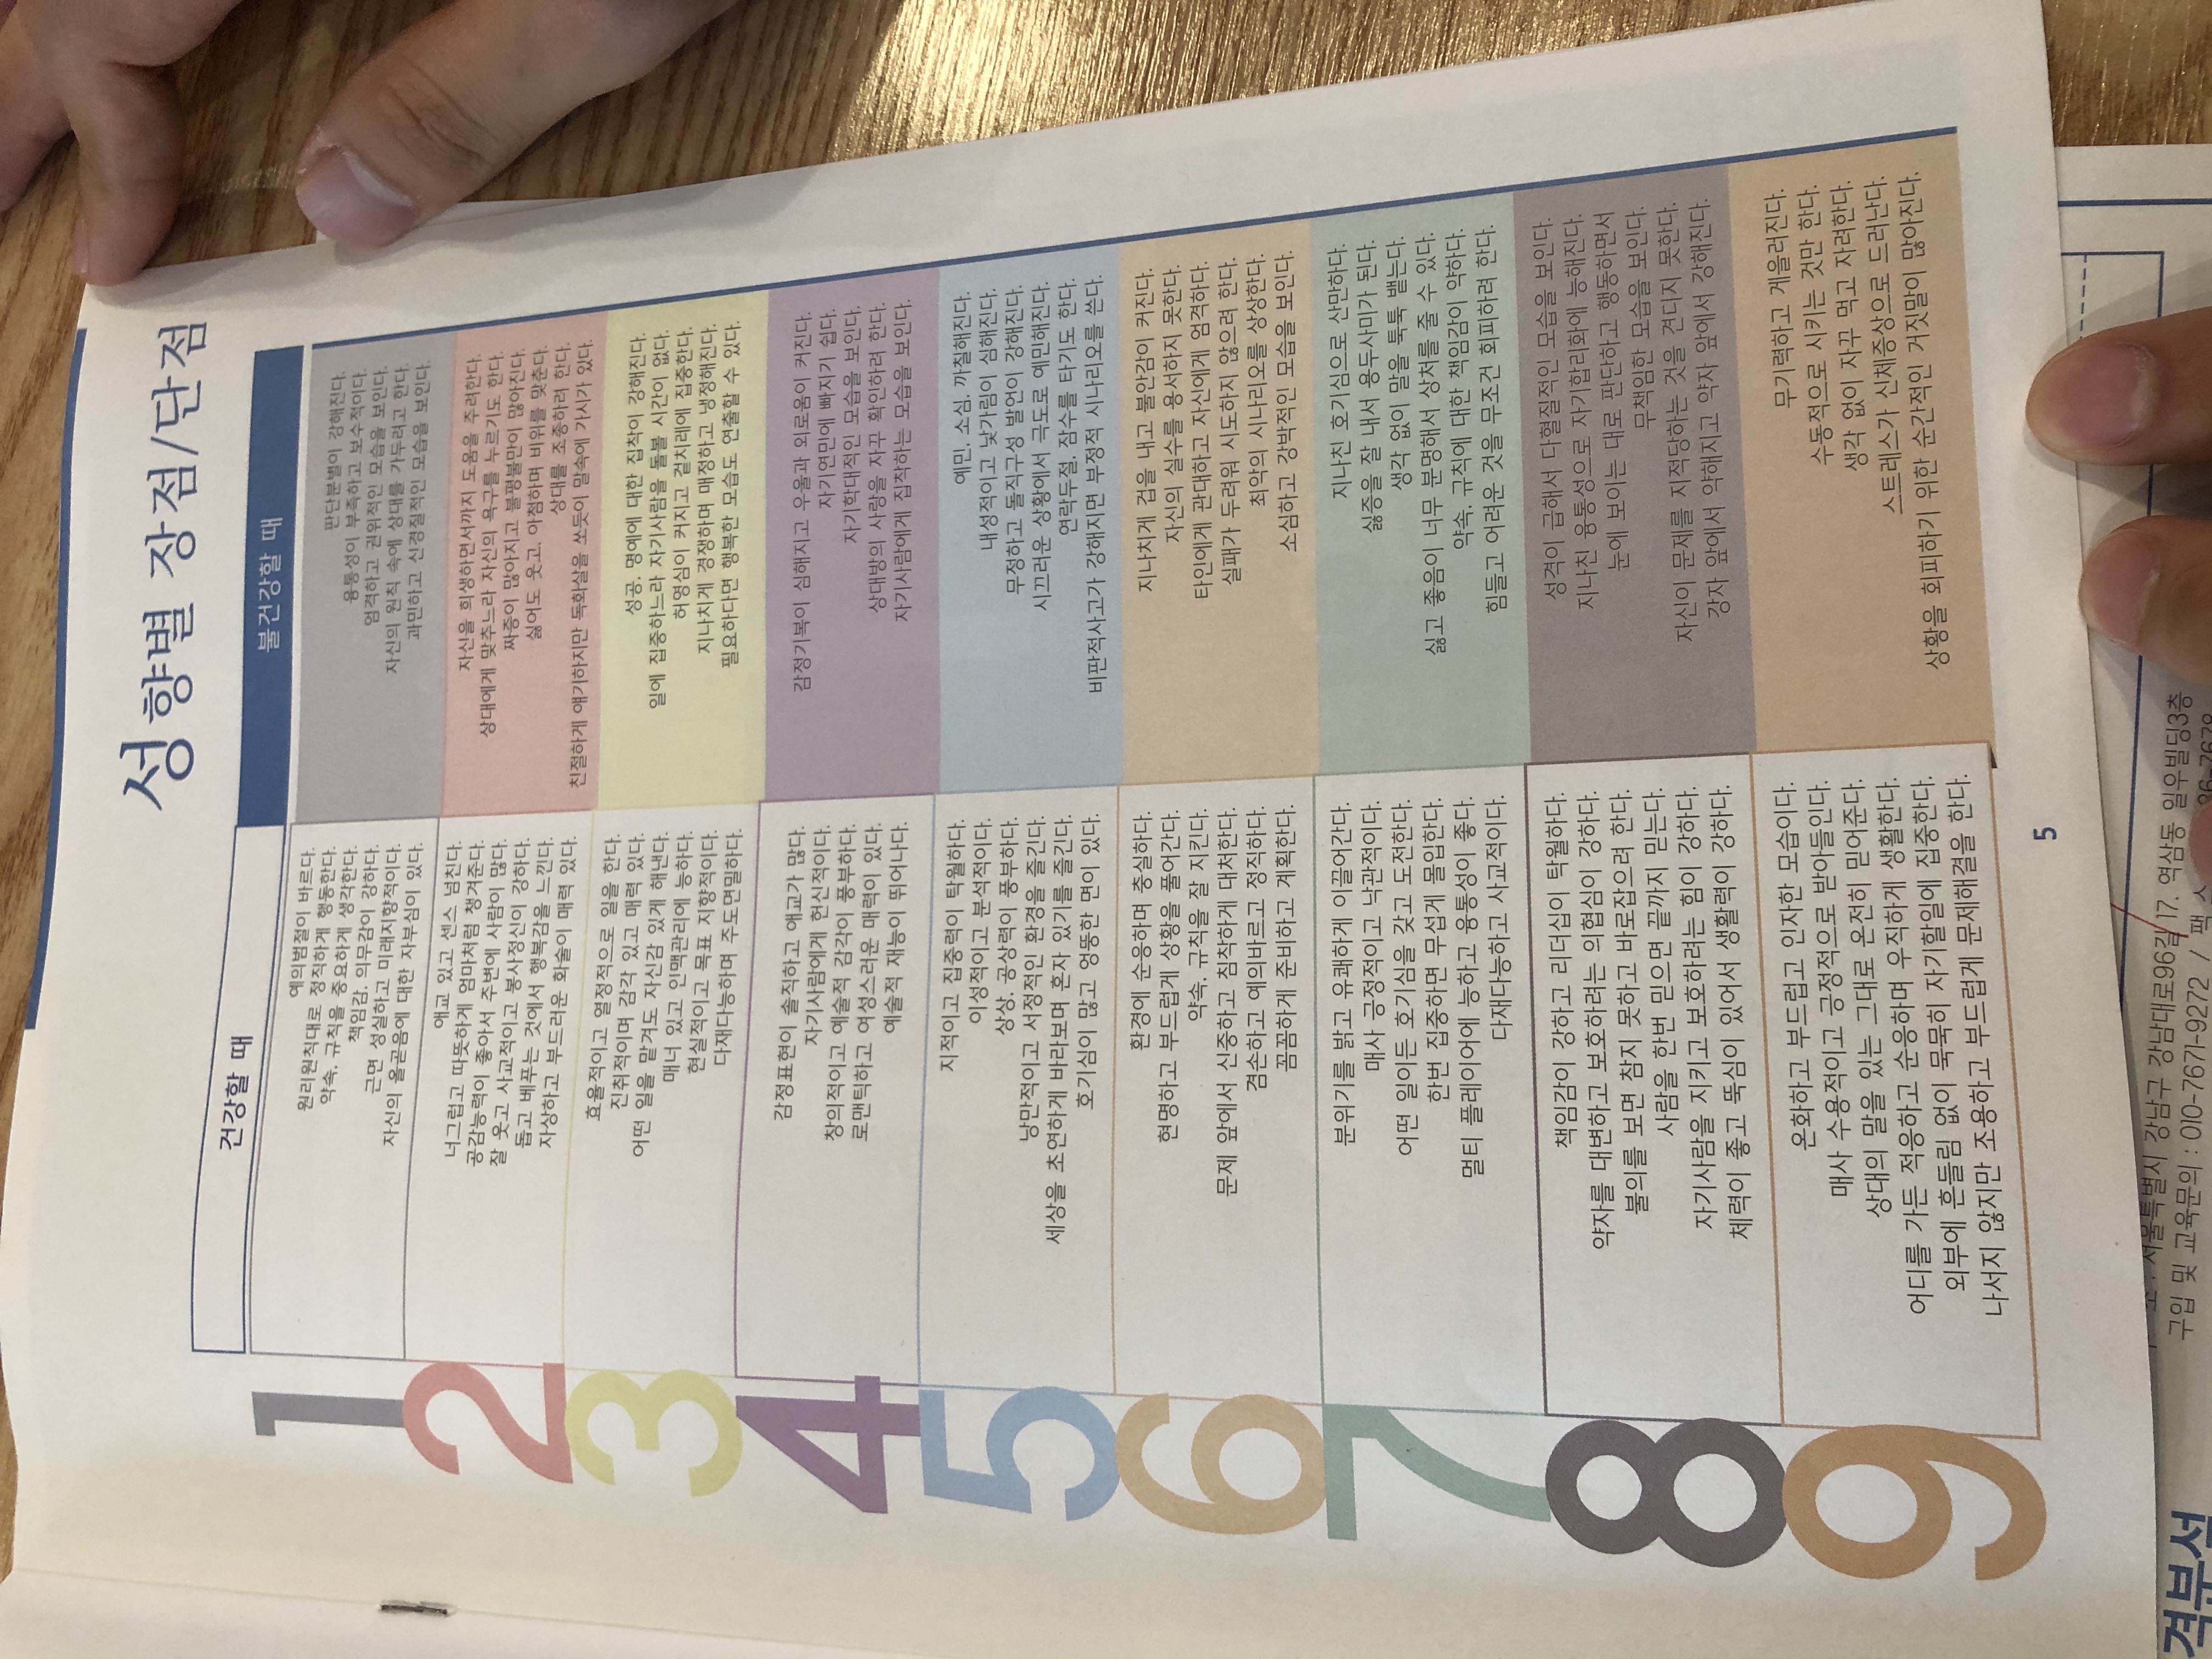 성향별 장점/단점
건강할 때
불건강할 때
1
예의범절이 바르다.
원리원칙대로 정직하게 행동한다.
약속, 규칙을 중요하게 생각한다.
책임감, 의무감이 강하다.
근면 성실하고 미래지향적이다.
자신의 올곧음에 대한 자부심이 있다.
판단분별이 강해진다.
융통성이 부족하고 보수적이다.
엄격하고 권위적인 모습을 보인다.
자신의 원칙 속에 상대를 가두려고 한다.
과민하고 신경질적인 모습을 보인다.
2
애교 있고 센스 넘친다.
너그럽고 따뜻하게 엄마처럼 챙겨준다.
공감능력이 좋아서 주변에 사람이 많다.
잘 웃고 사교적이고 봉사정신이 강하다.
돕고 베푸는 것에서 행복감을 느낀다.
자상하고 부드러운 화술이 매력 있다.
자신을 희생하면서까지 도움을 주려한다.
상대에게 맞추느라 자신의 욕구를 누르기도 한다.
짜증이 많아지고 불평불만이 많아진다.
싫어도 웃고, 아첨하며 비위를 맞춘다.
상대를 조종하려 한다.
친절하게 얘기하지만 독화살을 쏘듯이 말속에 가시가 있다.
3
효율적이고 열정적으로 일을 한다.
진취적이며 감각 있고 매력 있다.
어떤 일을 맡겨도 자신감 있게 해낸다.
매너 있고 인맥관리에 능하다.
현실적이고 목표 지향적이다.
다재다능하며 주도면밀하다.
성공, 명예에 대한 집착이 강해진다.
일에 집중하느라 자기사람을 돌볼 시간이 없다.
허영심이 커지고 겉치레에 집중한다.
지나치게 경쟁하며 매정하고 냉정해진다.
필요하다면 행복한 모습도 연출할 수 있다.
4
감정표현이 솔직하고 애교가 많다.
자기사람에게 헌신적이다.
창의적이고 예술적 감각이 풍부하다.
로맨틱하고 여성스러운 매력이 있다.
예술적 재능이 뛰어나다.
감정기복이 심해지고 우울과 외로움이 커진다.
자기연민에 빠지기 쉽다.
자기학대적인 모습을 보인다.
상대방의 사랑을 자꾸 확인하려 한다.
자기사람에게 집착하는 모습을 보인다.
5
지적이고 집중력이 탁월하다.
이성적이고 분석적이다.
상상, 공상력이 풍부하다.
낭만적이고 서정적인 환경을 즐긴다.
세상을 초연하게 바라보며 혼자 있기를 즐긴다.
호기심이 많고 엉뚱한 면이 있다.
예민, 소심, 까칠해진다.
내성적이고 낯가림이 심해진다.
무정하고 돌직구성 발언이 강해진다.
시끄러운 상황에서 극도로 예민해진다.
연락두절, 잠수를 타기도 한다.
비판적사고가 강해지면 부정적 시나리오를 쓴다.
6
환경에 순응하며 충실하다.
현명하고 부드럽게 상황을 풀어간다.
약속, 규칙을 잘 지킨다.
문제 앞에서 신중하고 침착하게 대처한다.
겸손하고 예의바르고 정직하다.
꼼꼼하게 준비하고 계획한다.
지나치게 겁을 내고 불안감이 커진다.
자신의 실수를 용서하지 못한다.
타인에게 관대하고 자신에게 엄격하다.
실패가 두려워 시도하지 않으려 한다.
최악의 시나리오를 상상한다.
소심하고 강박적인 모습을 보인다.
7
분위기를 밝고 유쾌하게 이끌어간다.
매사 긍정적이고 낙관적이다.
어떤 일이든 호기심을 갖고 도전한다.
한번 집중하면 무섭게 몰입한다.
멀티 플레이어에 능하고 융통성이 좋다.
다재다능하고 사교적이다.
지나친 호기심으로 산만하다.
싫증을 잘 내서 용두사미가 된다.
생각 없이 말을 툭툭 뱉는다.
싫고 좋음이 너무 분명해서 상처를 줄 수 있다.
약속, 규칙에 대한 책임감이 약하다.
힘들고 어려운 것을 무조건 회피하려 한다.
8
책임감이 강하고 리더십이 탁월하다.
약자를 대변하고 보호하려는 의협심이 강하다.
불의를 보면 참지 못하고 바로잡으려 한다.
사람을 한번 믿으면 끝까지 믿는다.
자기사람을 지키고 보호하려는 힘이 강하다.
체력이 좋고 뚝심이 있어서 생활력이 강하다.
성격이 급해서 다혈질적인 모습을 보인다.
지나친 융통성으로 자기합리화에 능해진다.
눈에 보이는 대로 판단하고 행동하면서
무책임한 모습을 보인다.
자신이 문제를 지적당하는 것을 견디지 못한다.
강자 앞에서 약해지고 약자 앞에서 강해진다.
9
온화하고 부드럽고 인자한 모습이다.
매사 수용적이고 긍정적으로 받아들인다.
상대의 말을 있는 그대로 온전히 믿어준다.
어디를 가든 적응하고 순응하며 우직하게 생활한다.
외부에 흔들림 없이 묵묵히 자기할일에 집중한다.
나서지 않지만 조용하고 부드럽게 문제해결을 한다.
무기력하고 게을러진다.
수동적으로 시키는 것만 한다.
생각 없이 자꾸 먹고 자려한다.
스트레스가 신체증상으로 드러난다.
상황을 회피하기 위한 순간적인 거짓말이 많아진다.
5
격분석
소 : 서울특별시 강남구 강남대로96길 17, 역삼동 일우빌딩3층
구입 및 교육문의 : 010-7671-9272 / 팩 스